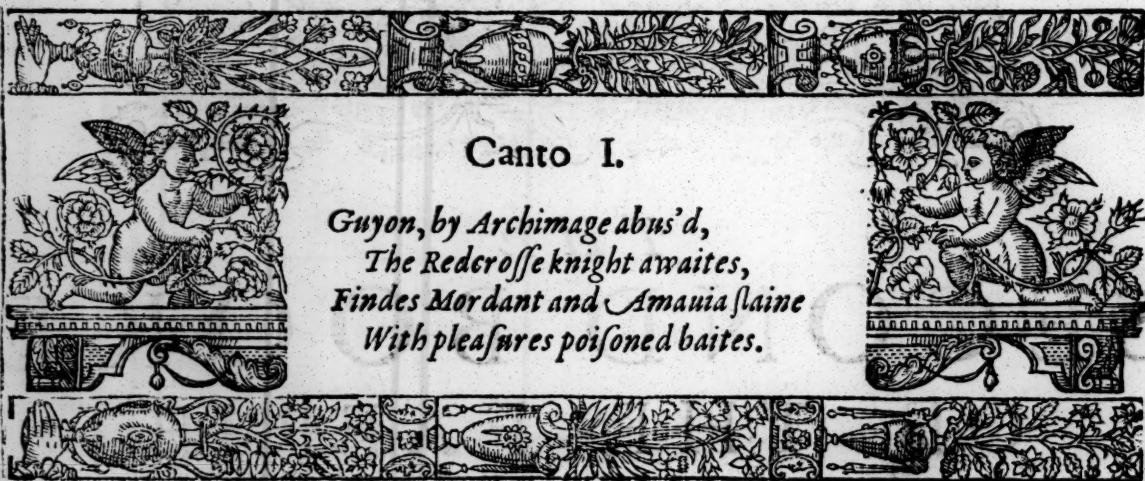 Canto I.
Guyon, by Archimage abus'd,
The Redcroſſe knight awaites,
Findes Mordant and Amauia ſlaine
With pleaſures poiſoned baites.